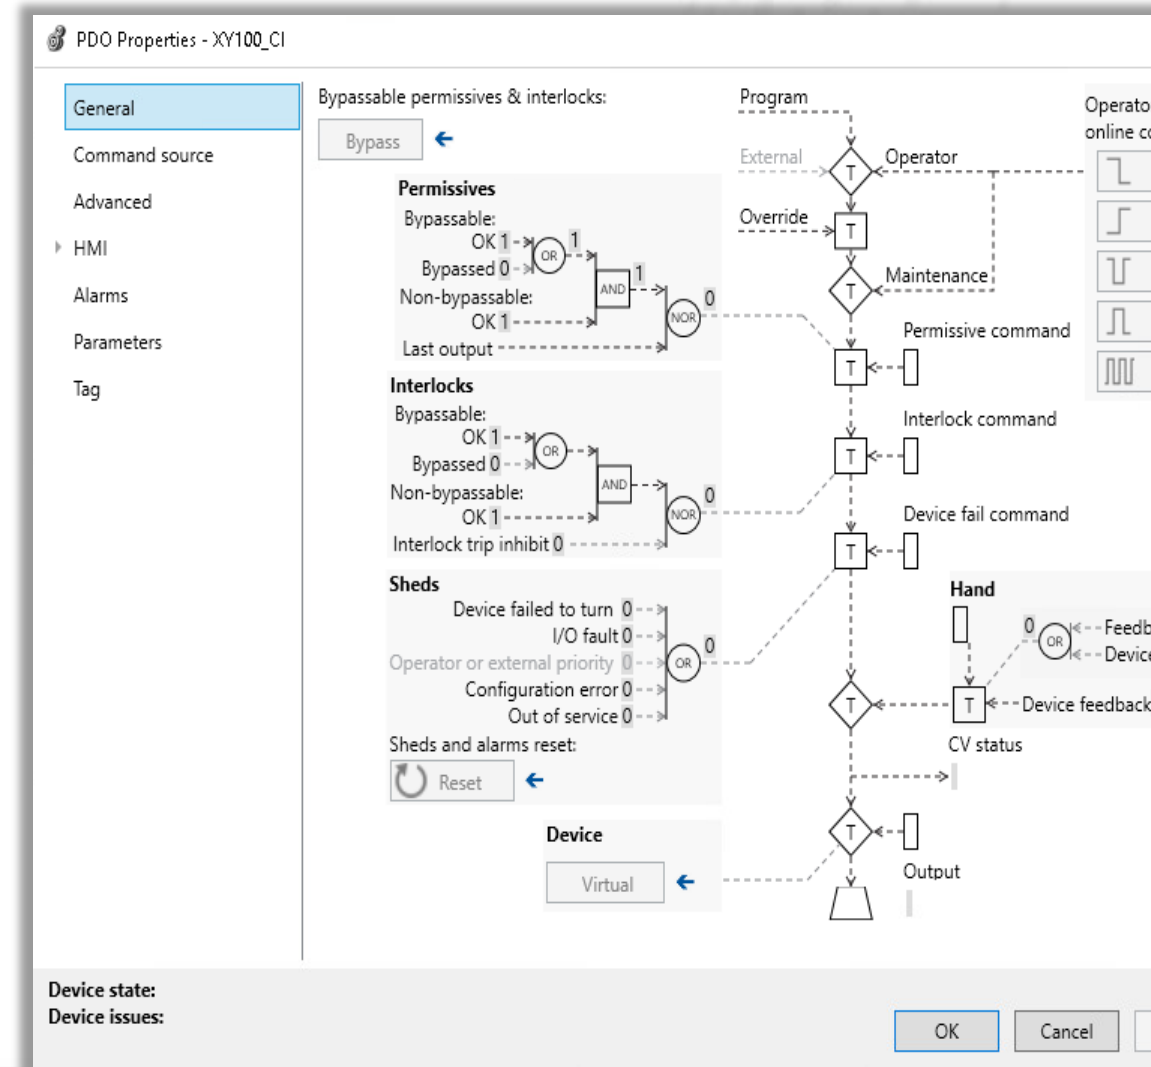 PDO Properties - XY100_CI
General
Command source
Advanced
HMI
Alarms
Parameters
Tag
Bypassable permissives & interlocks:
Bypass
Permissives
Bypassable:
OK 1
1
OR
Bypassed 0
1
AND
Non-bypassable:
0
OK 1
NOR
Last output
Interlocks
Bypassable:
OK 1
OR
Bypassed 0
AND
Non-bypassable:
0
OK 1
NOR
Interlock trip inhibit 0
Sheds
Device failed to turn 0
I/O fault 0
0
Operator or external priority 0
OR
Configuration error 0
Out of service 0
Sheds and alarms reset:
Reset
Device
Virtual
Program
External
T
Operator
Override
T
Maintenance
T
Permissive command
T
Interlock command
T
Device fail command
T
Hand
0
OR
Feedb
Device
T
T
Device feedback
CV status
T
Output
Operato
online co
Device state:
Device issues:
OK
Cancel